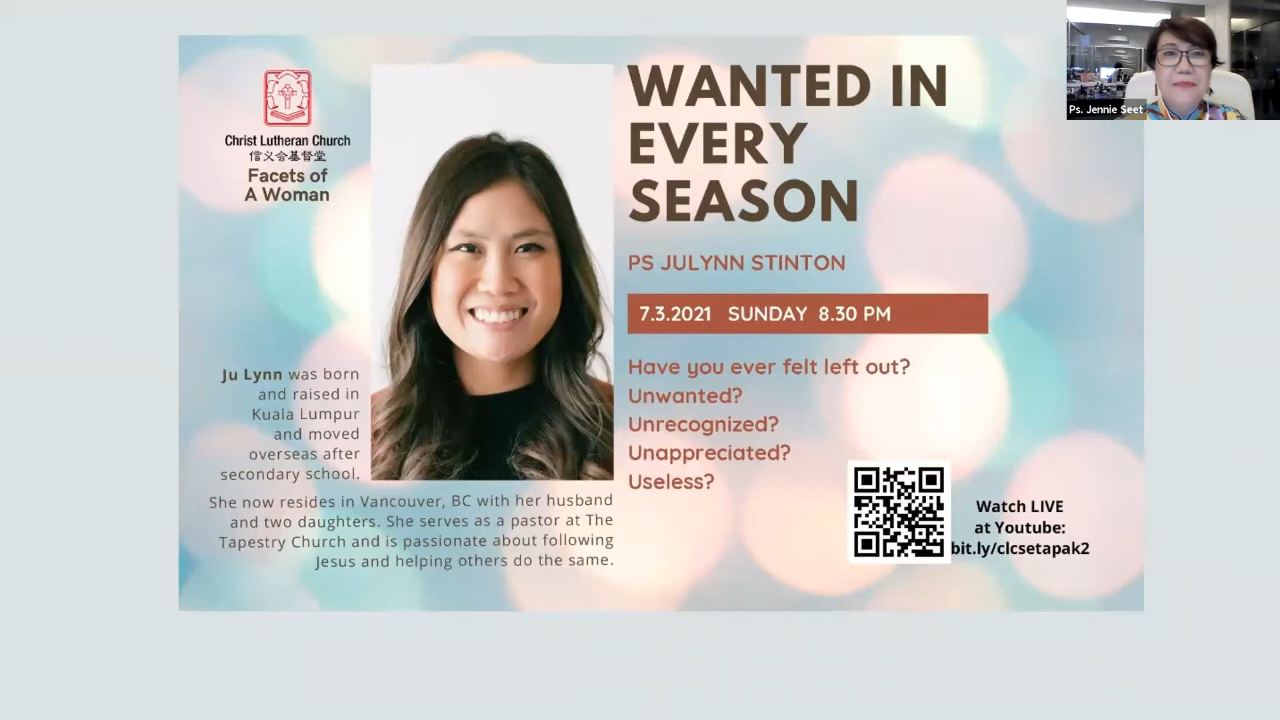 Christ Lutheran Church
信义会基督堂
Facets of
A Woman
WANTED IN
EVERY
SEASON
PS JULYNN STINTON
7.3.2021 SUNDAY 8.30 PM
Have you ever felt left out?
Unwanted?
Unrecognized?
Unappreciated?
Useless?
Ju Lynn was born
and raised in
Kuala Lumpur
and moved
overseas after
secondary school.
She now resides in Vancouver, BC with her husband
and two daughters. She serves as a pastor at The
Tapestry Church and is passionate about following
Jesus and helping others do the same.
Watch LIVE
at Youtube:
bit.ly/clcsetapak2
Ps. Jennie Seet